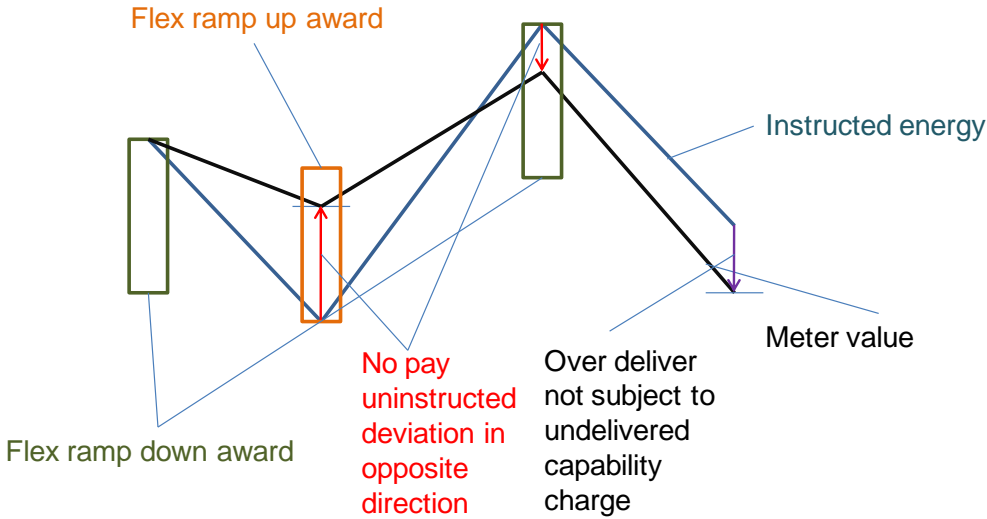 Flex ramp up award
Instructed energy
Meter value
No pay
uninstructed
deviation in
opposite
direction
Over deliver
not subject to
undelivered
capability
charge
Flex ramp down award